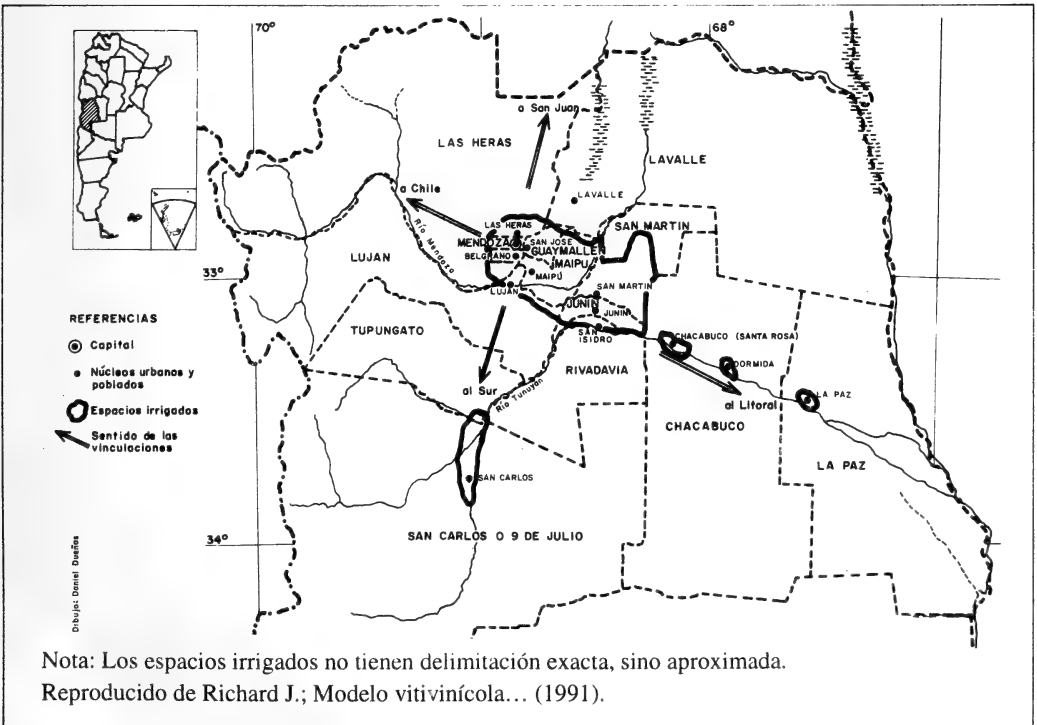 70°
68°
a San Juan
LAS HERAS
LAVALLE
a Chile
LAVALLE
LAS HERAS
SAN MARTIN
Río Mendoza
MENDOZA
SAN JOSE
GUAYMALLEN
BELGRANO
MAIPU
LUJAN
33°
MAIPÚ
LUJAN
SAN MARTIN
JUNIN
JUNIN
REFERENCIAS
Capital
Núcleos urbanos y
poblados
Espacios irrigados
Sentido de las
vinculaciones
TUPUNGATO
SAN
ISIDRO
CHACABUCO (SANTA ROSA)
RIVADAVIA
DORMIDA
al Sur
Río Tunuyán
LA PAZ
al Litoral
CHACABUCO
LA PAZ
SAN CARLOS
34°
SAN CARLOS O 9 DE JULIO
Dibujo: Daniel Dueñas
Nota: Los espacios irrigados no tienen delimitación exacta, sino aproximada.
Reproducido de Richard J.; Modelo vitivinícola… (1991).